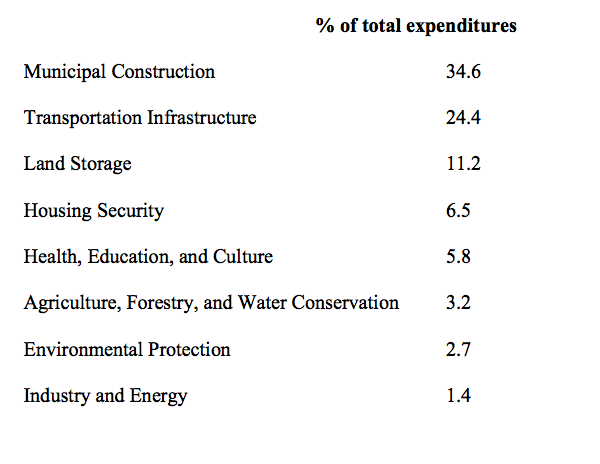 % of total expenditures
Municipal Construction 34.6
Transportation Infrastructure 24.4
Land Storage 11.2
Housing Security 6.5
Health, Education, and Culture 5.8
Agriculture, Forestry, and Water Conservation 3.2
Environmental Protection 2.7
Industry and Energy 1.4